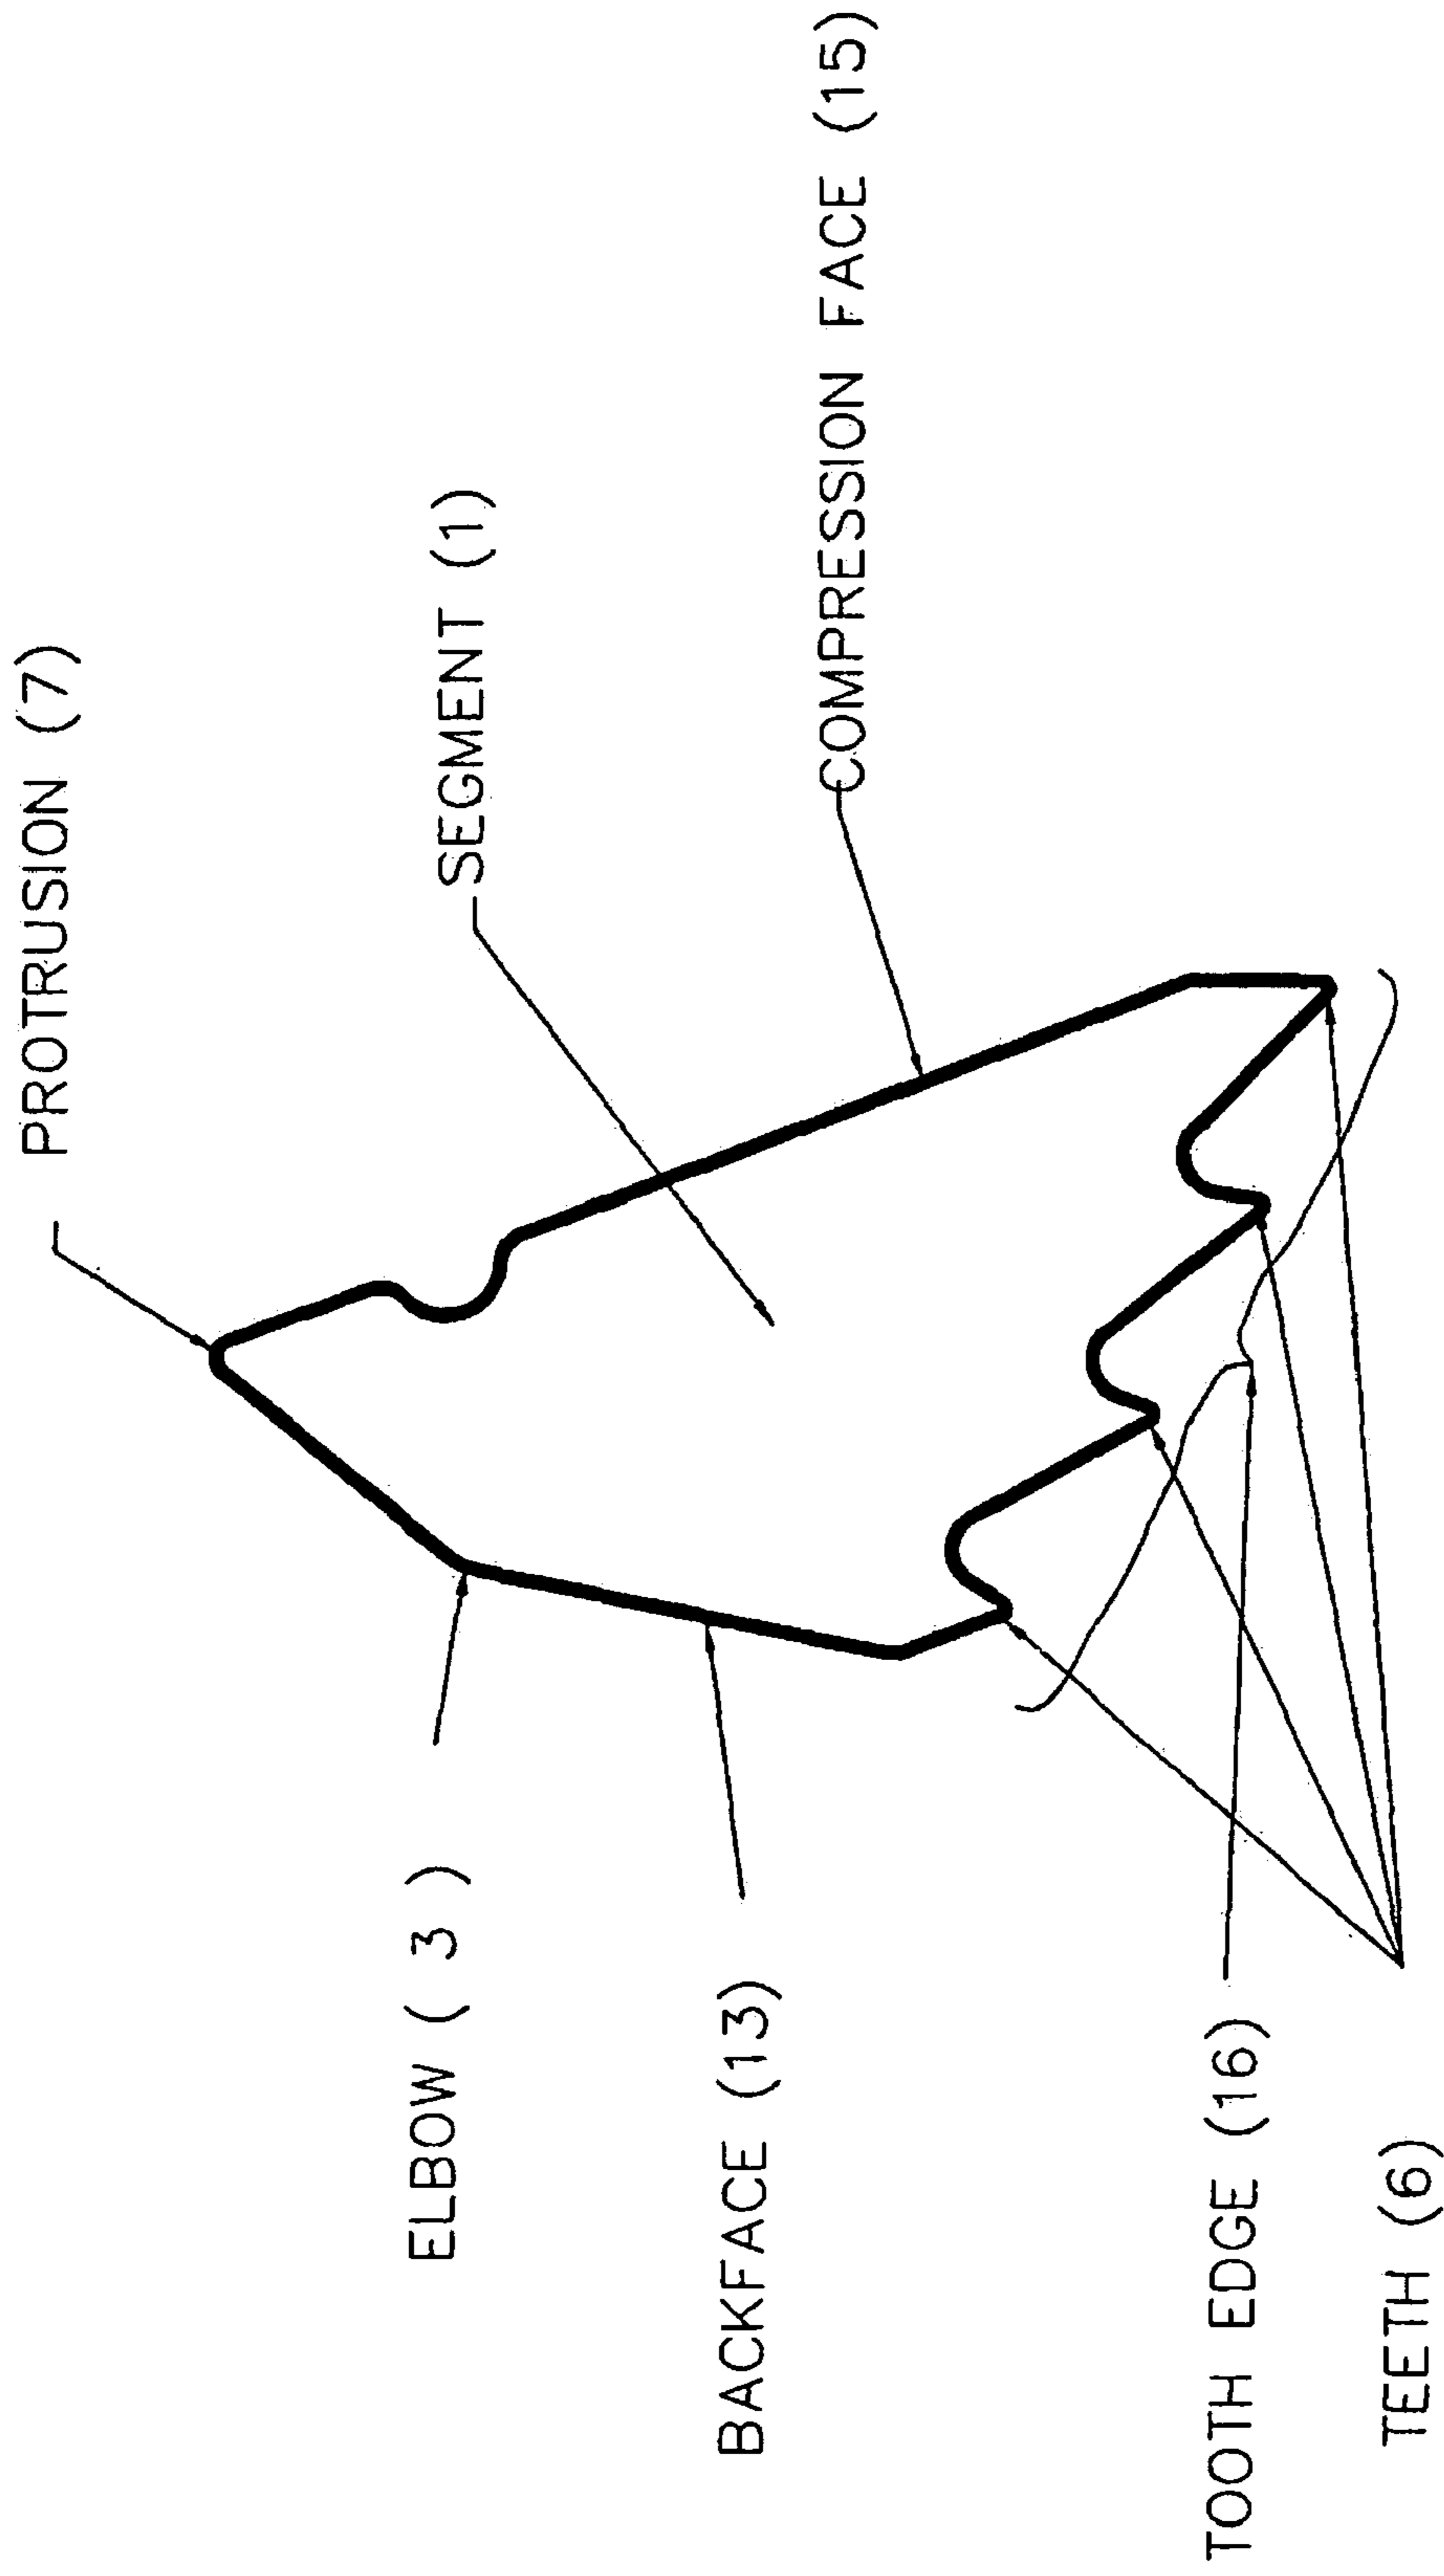 PROTRUSION (7)
SEGMENT (1)
COMPRESSION FACE (15)
ELBOW ( 3 )
BACKFACE (13)
TOOTH EDGE (16)
TEETH (6)